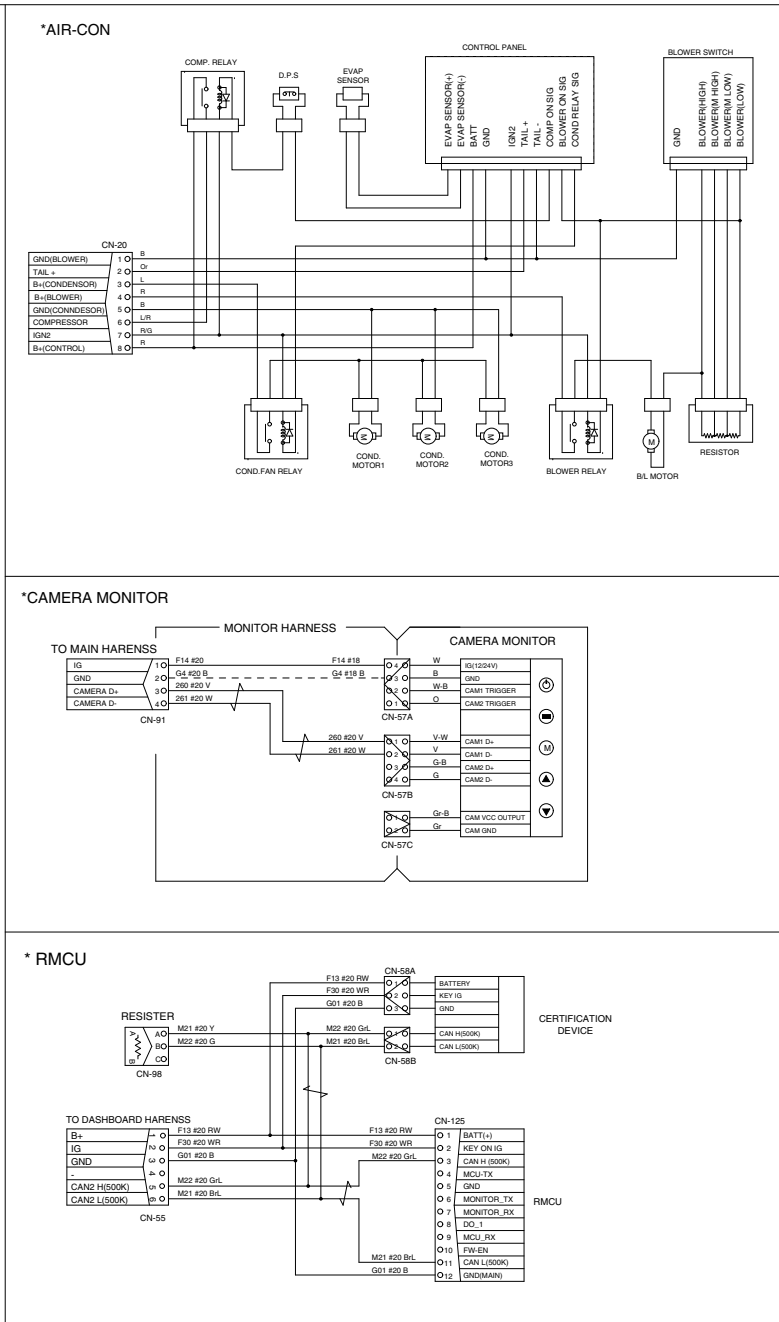 *AIR-CON
COMP. RELAY
D.P.S
EVAP
SENSOR
CONTROL PANEL
EVAP SENSOR(+)
EVAP SENSOR(-)
BATT
GND
IGN2
TAIL +
TAIL -
COMP ON SIG
BLOWER ON SIG
COND RELAY SIG
BLOWER SWITCH
GND
BLOWER(HIGH)
BLOWER(M HIGH)
BLOWER(M LOW)
BLOWER(LOW)
CN-20
GND(BLOWER) 1 B
TAIL + 2 Or
B+(CONDENSOR) 3 L
B+(BLOWER) 4 R
GND(CONNDESOR) 5 B
COMPRESSOR 6 L/R
IGN2 7 R/G
B+(CONTROL) 8 R
COND.FAN RELAY
M
COND.
MOTOR1
M
COND.
MOTOR2
M
COND.
MOTOR3
BLOWER RELAY
M
B/L MOTOR
RESISTOR
*CAMERA MONITOR
MONITOR HARNESS
TO MAIN HARENSS
CAMERA MONITOR
IG 1 F14 #20 F14 #18 4 W IG(12/24V)
GND 2 G4 #20 B G4 #18 B 3 B GND
CAMERA D+ 3 260 #20 V 2 W-B CAM1 TRIGGER
CAMERA D- 4 261 #20 W 1 O CAM2 TRIGGER
CN-91
CN-57A
260 #20 V 1 V-W CAM1 D+
261 #20 W 2 V CAM1 D-
3 G-B CAM2 D+
4 G CAM2 D-
M
CN-57B
1 Gr-B CAM VCC OUTPUT
2 Gr CAM GND
CN-57C
* RMCU
CN-58A
F13 #20 RW 1 BATTERY
F30 #20 WR 2 KEY IG
G01 #20 B 3 GND
CERTIFICATION
DEVICE
RESISTER
A B
A M21 #20 Y M22 #20 GrL 1 CAN H(500K)
B M22 #20 G M21 #20 BrL 2 CAN L(500K)
C
CN-98
CN-58B
TO DASHBOARD HARENSS
B+ 1 F13 #20 RW
IG 2 F30 #20 WR
GND 3 G01 #20 B
- 4
CAN2 H(500K) 5 M22 #20 GrL
CAN2 L(500K) 6 M21 #20 BrL
CN-55
CN-125
F13 #20 RW 1 BATT(+)
F30 #20 WR 2 KEY ON IG
M22 #20 GrL 3 CAN H (500K)
4 MCU-TX
5 GND
6 MONITOR_TX
7 MONITOR_RX
8 DO_1
9 MCU_RX
10 FW-EN
M21 #20 BrL 11 CAN L(500K)
G01 #20 B 12 GND(MAIN)
RMCU